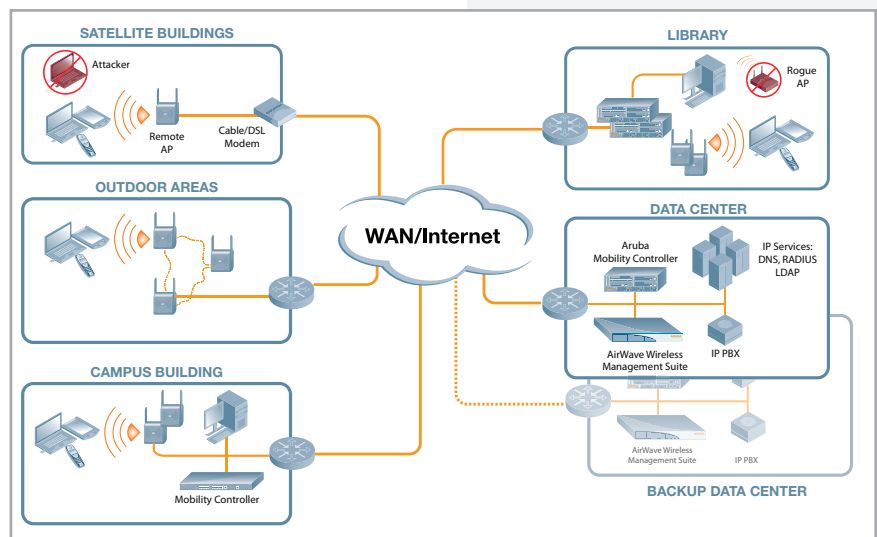 SATELLITE BUILDINGS
Attacker
Remote
AP
Cable/DSL
Modem
OUTDOOR AREAS
CAMPUS BUILDING
Mobility Controller
WAN/Internet
LIBRARY
Rogue
AP
DATA CENTER
Aruba
Mobility Controller
IP Services:
DNS, RADIUS
LDAP
AirWave Wireless
Management Suite
IP PBX
AirWave Wireless
Management Suite
IP PBX
BACKUP DATA CENTER